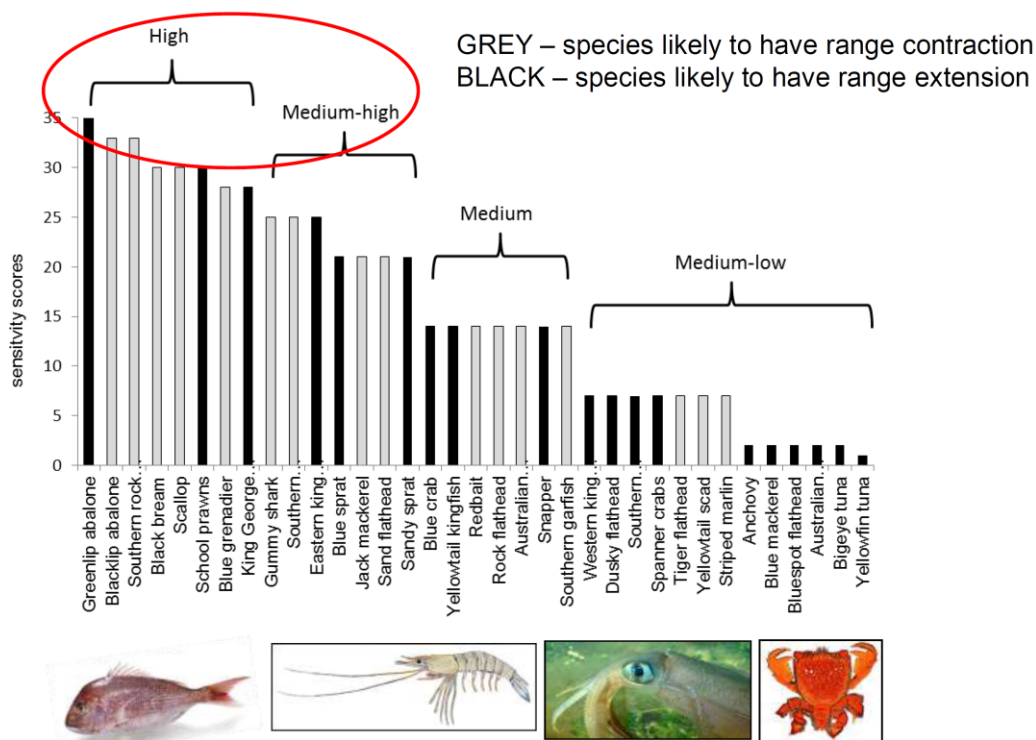 GREY – species likely to have range contraction
BLACK – species likely to have range extension
High
Medium-high
Medium
Medium-low
sensitvity scores
35
30
25
20
15
10
5
0
Greenlip abalone
Blacklip abalone
Southern rock…
Black bream
Scallop
School prawns
Blue grenadier
King George…
Gummy shark
Southern…
Eastern king…
Blue sprat
Jack mackerel
Sand flathead
Sandy sprat
Blue crab
Yellowtail kingfish
Redbait
Rock flathead
Australian…
Snapper
Southern garfish
Western king…
Dusky flathead
Southern…
Spanner crabs
Tiger flathead
Yellowtail scad
Striped marlin
Anchovy
Blue mackerel
Bluespot flathead
Australian…
Bigeye tuna
Yellowfin tuna